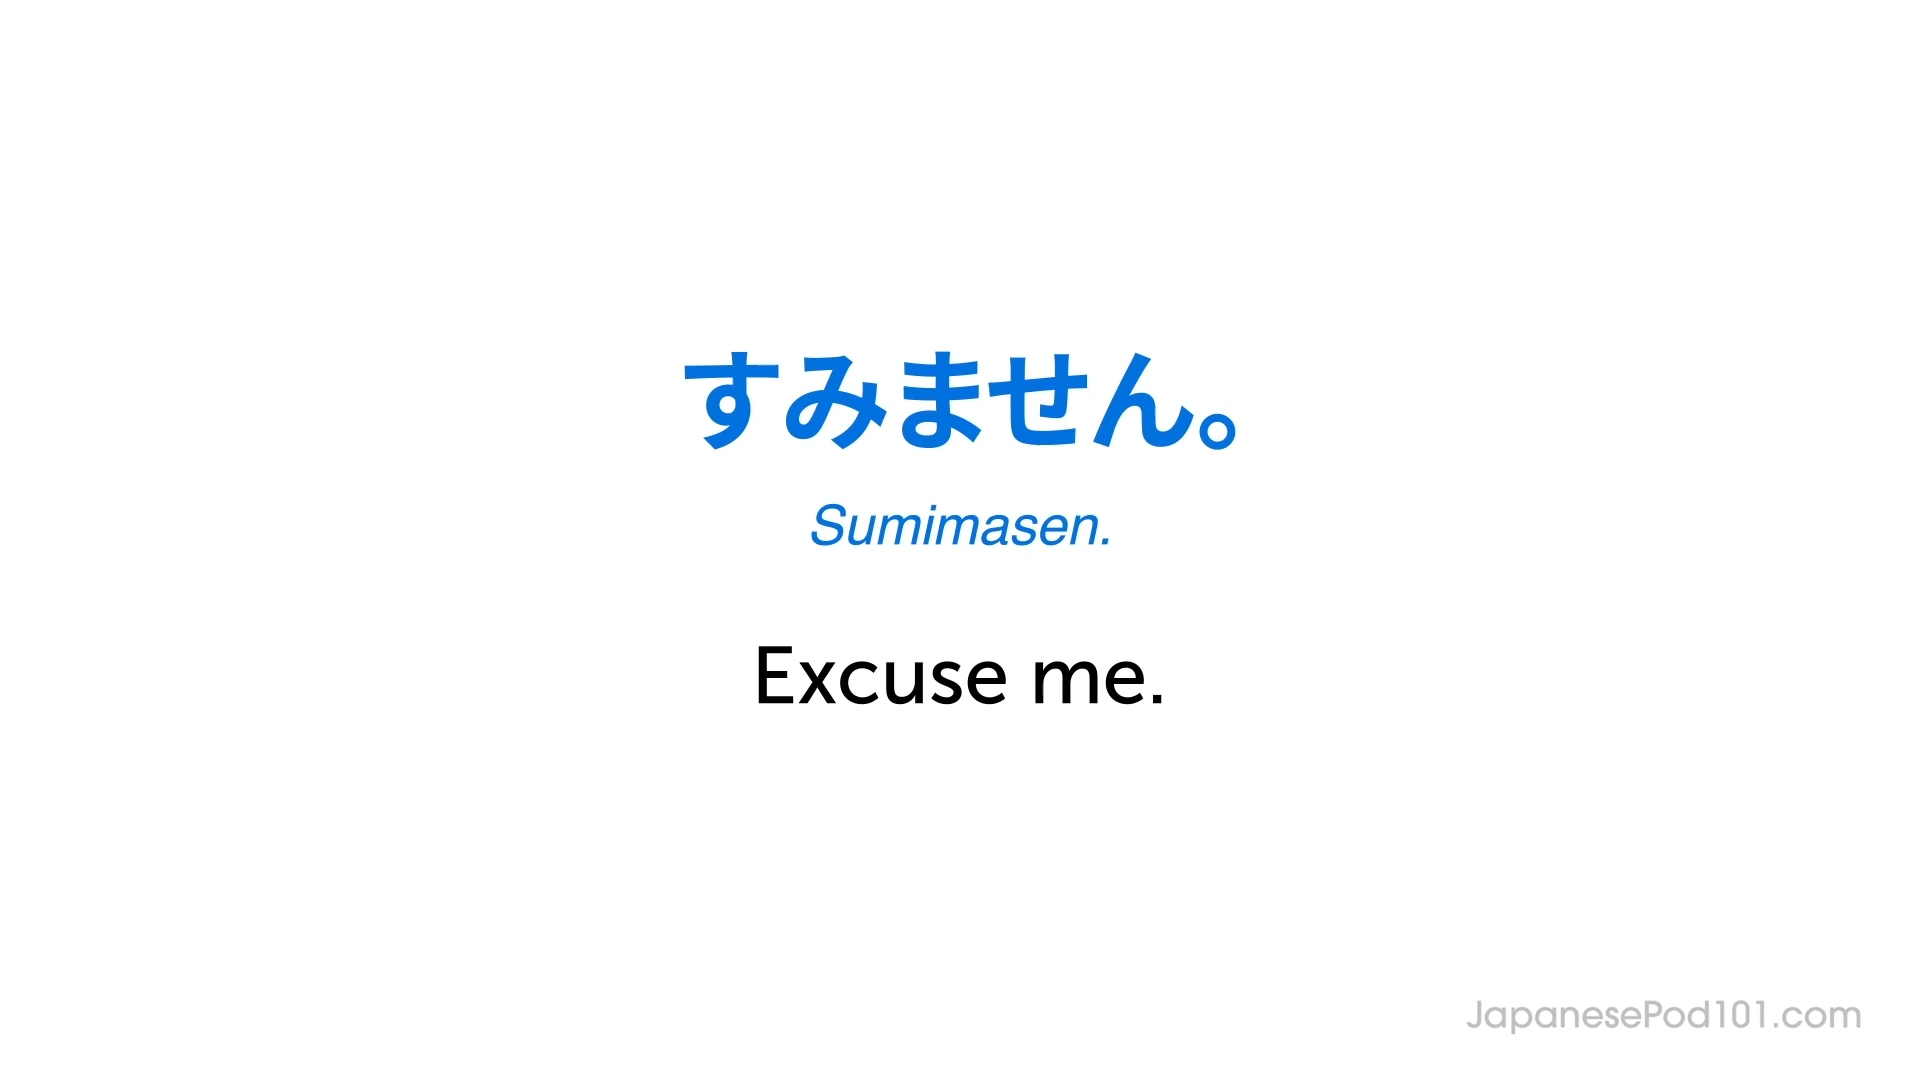 すみません。
Sumimasen.
Excuse me.
JapanesePod101.com